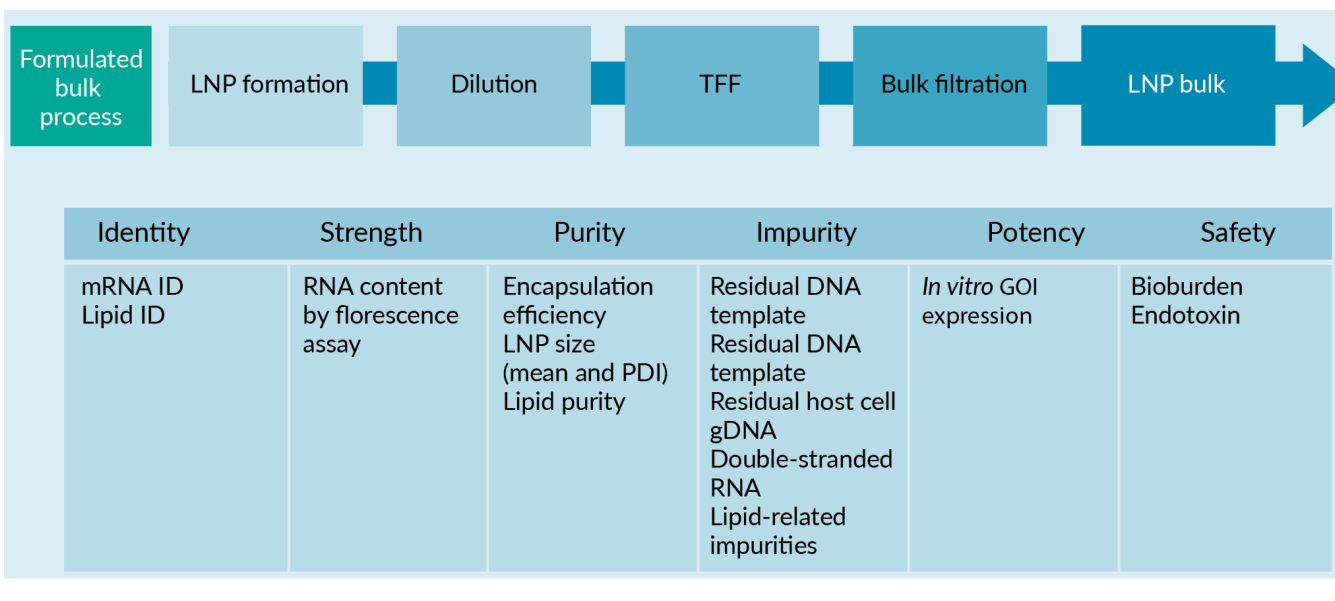 Formulated
bulk
process
LNP formation
Dilution
TFF
Bulk filtration
LNP bulk
Identity
Strength
Purity
Impurity
Potency
Safety
mRNA ID
Lipid ID
RNA content
by florescence
assay
Encapsulation
efficiency
LNP size
(mean and PDI)
Lipid purity
Residual DNA
template
Residual DNA
template
Residual host cell
gDNA
Double-stranded
RNA
Lipid-related
impurities
In vitro GOI
expression
Bioburden
Endotoxin